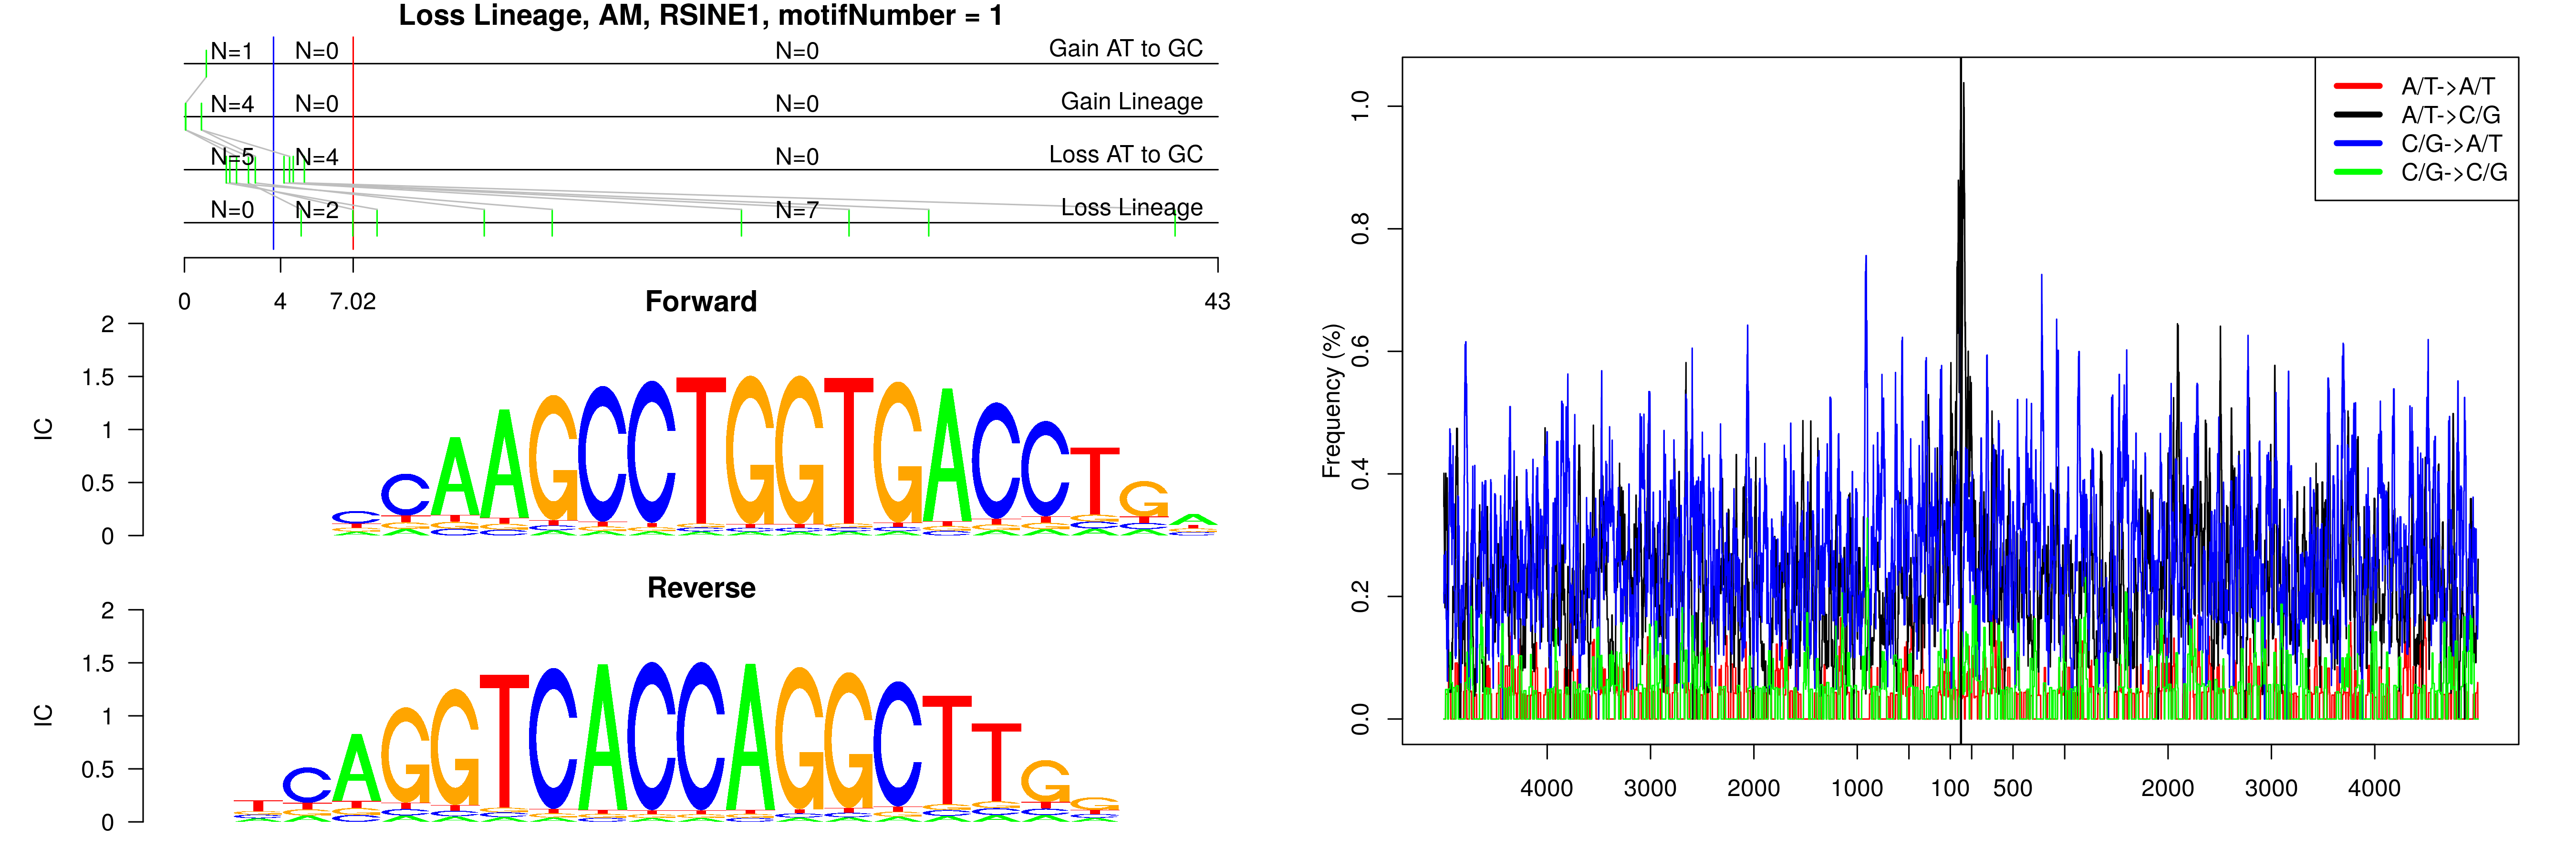 Loss Lineage, AM, RSINE1, motifNumber = 1
N=1 N=0 N=0 Gain AT to GC
N=4 N=0 N=0 Gain Lineage
N=5 N=4 N=0 Loss AT to GC
N=0 N=2 N=7 Loss Lineage
0 4 7.02 43
Forward
IC
2
1.5
1
0.5
0
CCAAGCCTGGTGACCTGA
Reverse
IC
2
1.5
1
0.5
0
TCAGGTCACCAGGCTTGG
Frequency (%)
1.0
0.8
0.6
0.4
0.2
0.0
A/T->A/T
A/T->C/G
C/G->A/T
C/G->C/G
4000 3000 2000 1000 100 500 2000 3000 4000